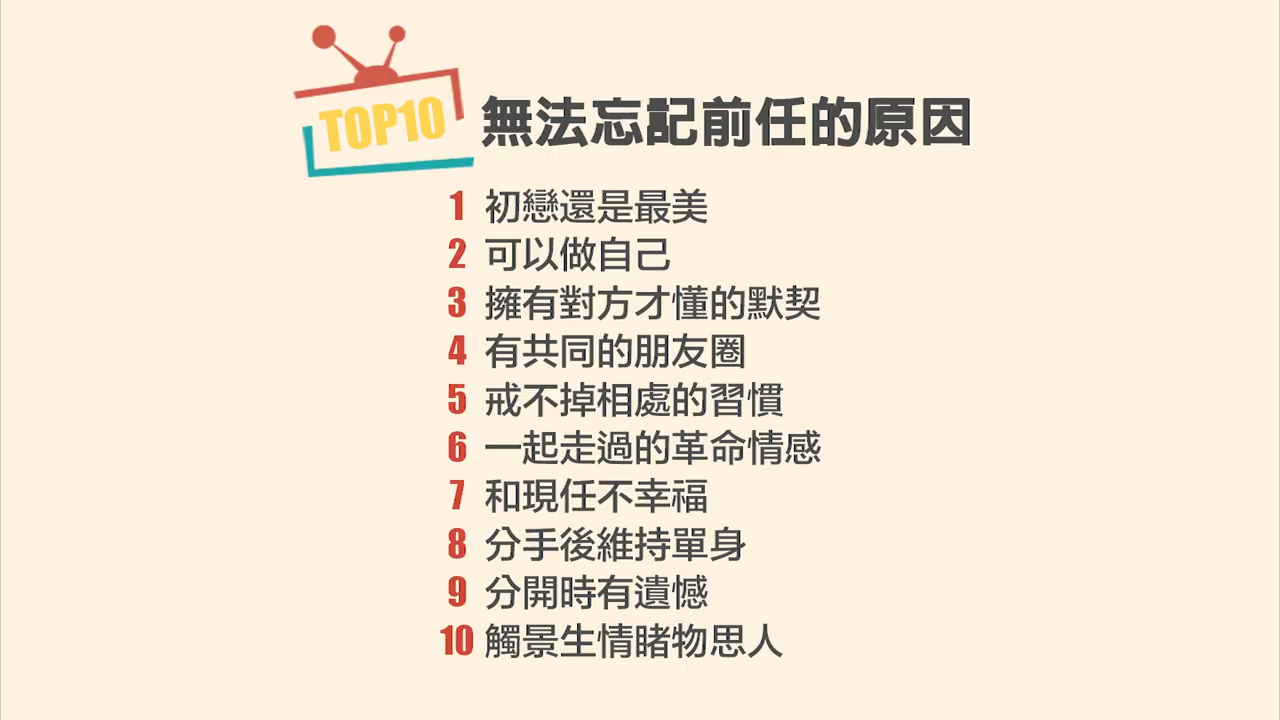 TOP10
無法忘記前任的原因
1 初戀還是最美
2 可以做自己
3 擁有對方才懂的默契
4 有共同的朋友圈
5 戒不掉相處的習慣
6 一起走過的革命情感
7 和現任不幸福
8 分手後維持單身
9 分開時有遺憾
10 觸景生情睹物思人